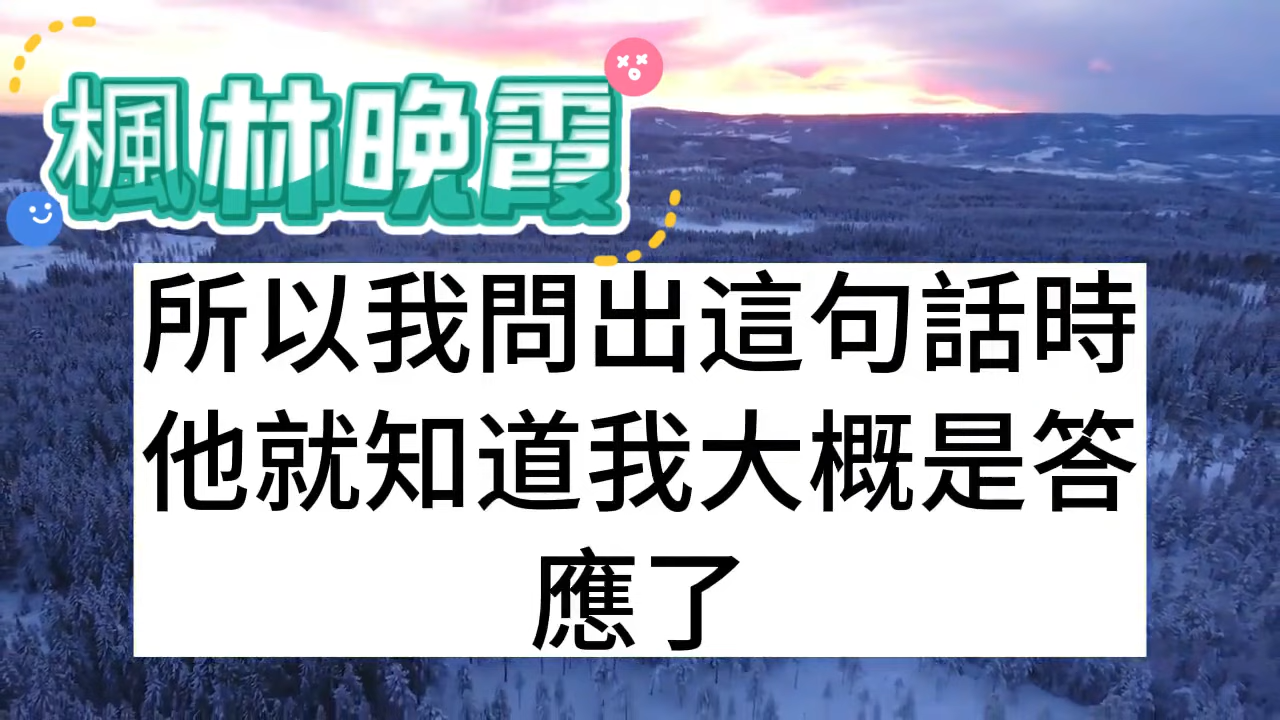 楓林晚霞
所以我問出這句話時
他就知道我大概是答
應了